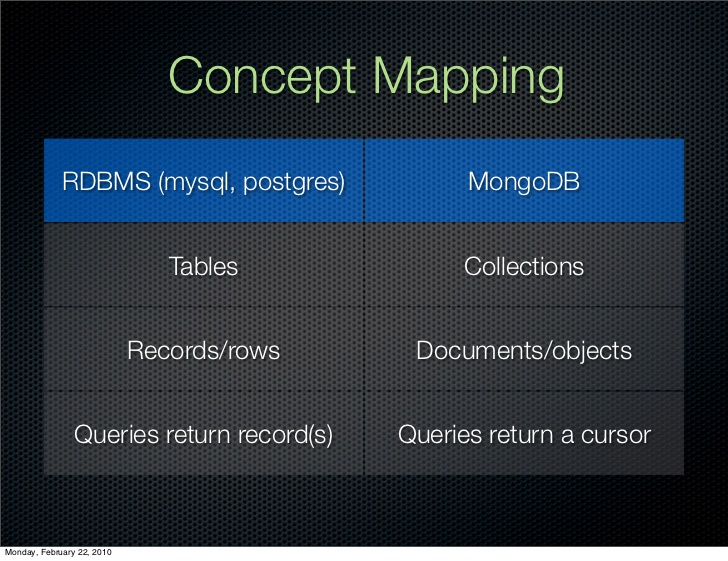 Concept Mapping
RDBMS (mysql, postgres) MongoDB
Tables Collections
Records/rows Documents/objects
Queries return record(s) Queries return a cursor
Monday, February 22, 2010